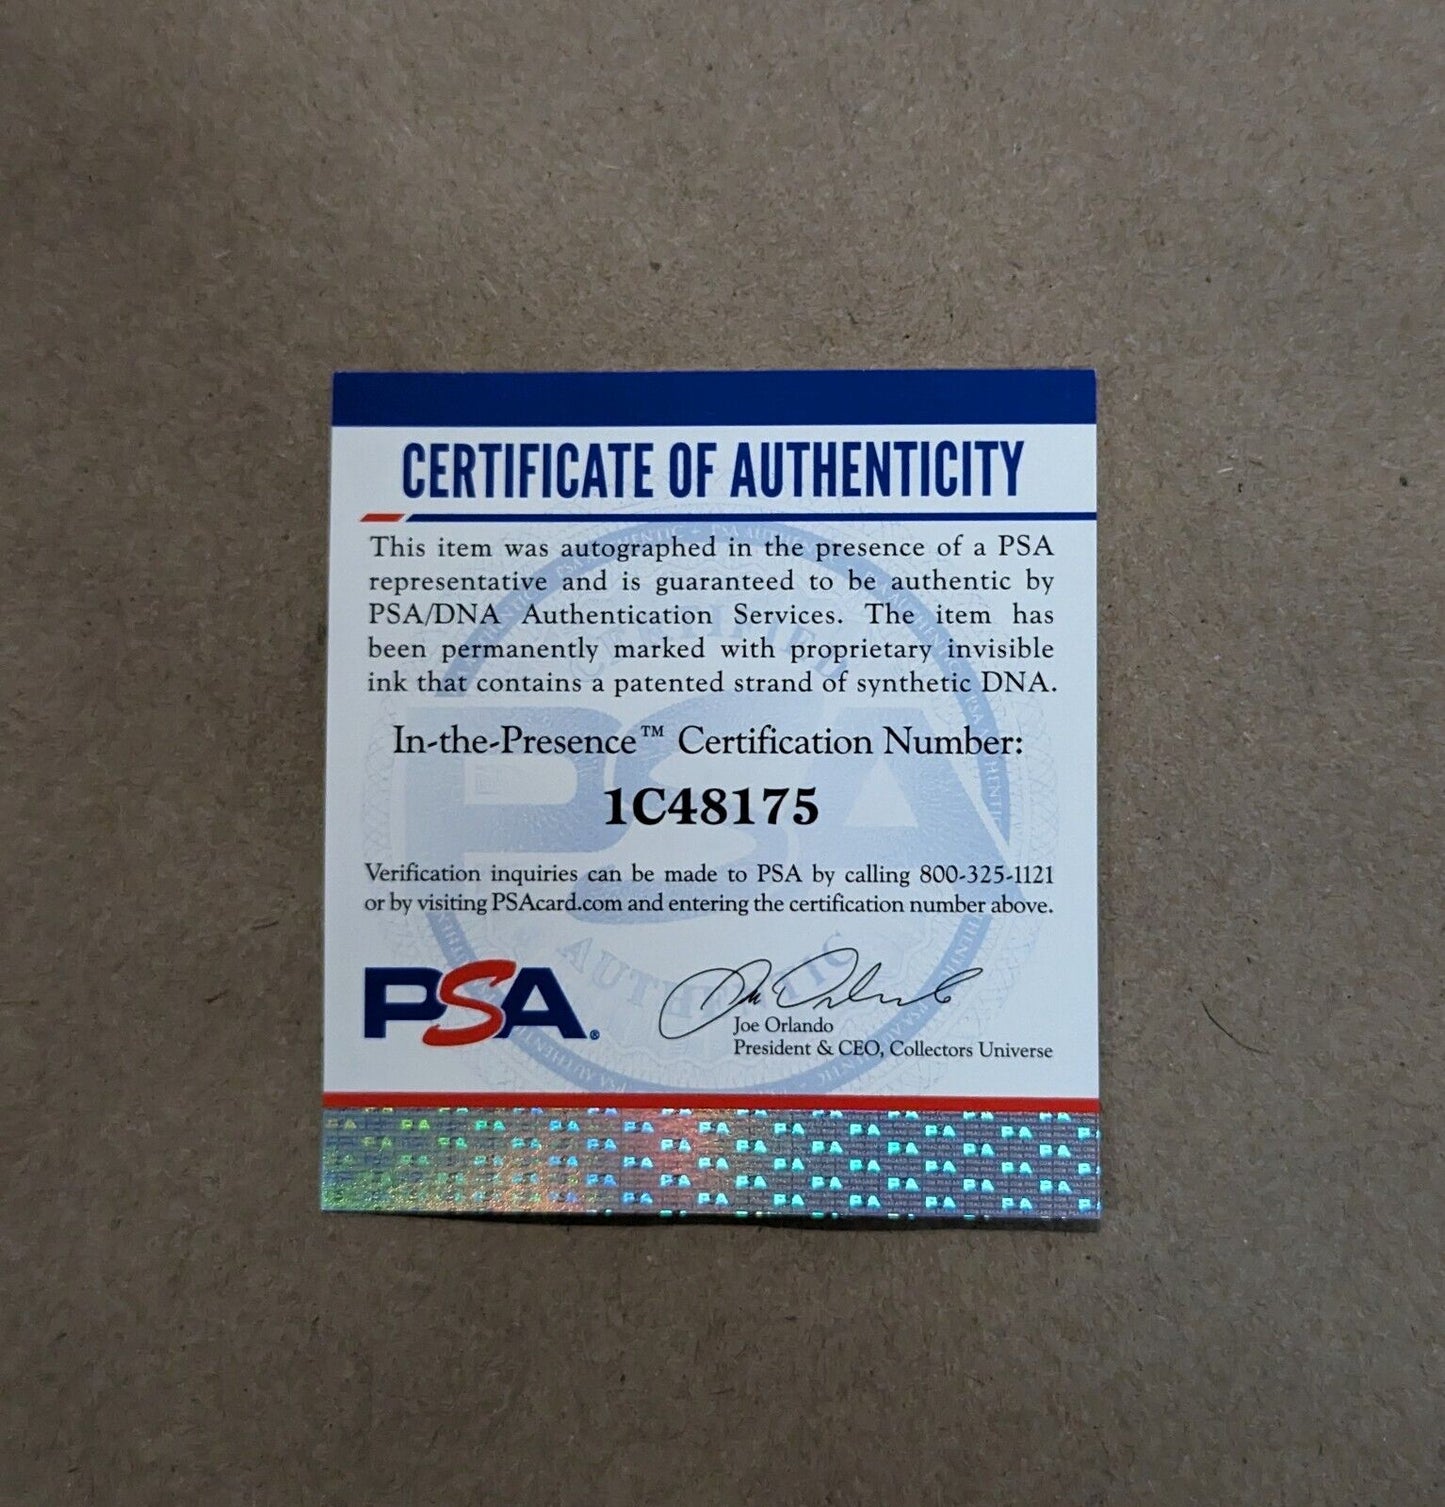 CERTIFICATE OF AUTHENTICITY
This item was autographed in the presence of a PSA
representative and is guaranteed to be authentic by
PSA/DNA Authentication Services. The item has
been permanently marked with proprietary invisible
ink that contains a patented strand of synthetic DNA.
In-the-Presence™ Certification Number:
1C48175
Verification inquiries can be made to PSA by calling 800-325-1121
or by visiting PSAcard.com and entering the certification number above.
PSA®
Joe Orlando
President & CEO, Collectors Universe